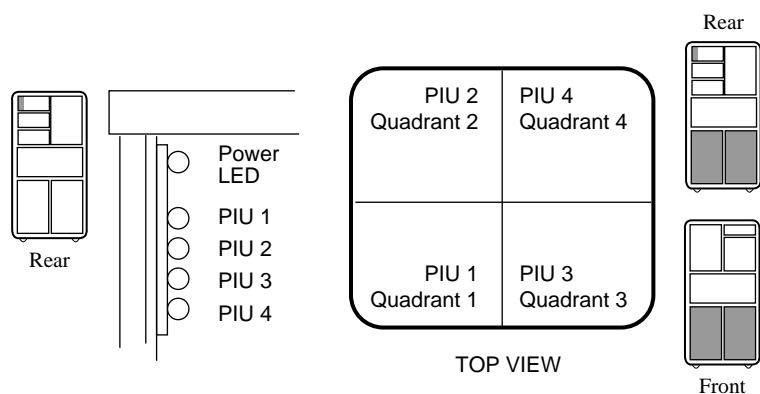 Rear
Power
LED
PIU 1
PIU 2
PIU 3
PIU 4
PIU 2
Quadrant 2
PIU 4
Quadrant 4
PIU 1
Quadrant 1
PIU 3
Quadrant 3
TOP VIEW
Rear
Front